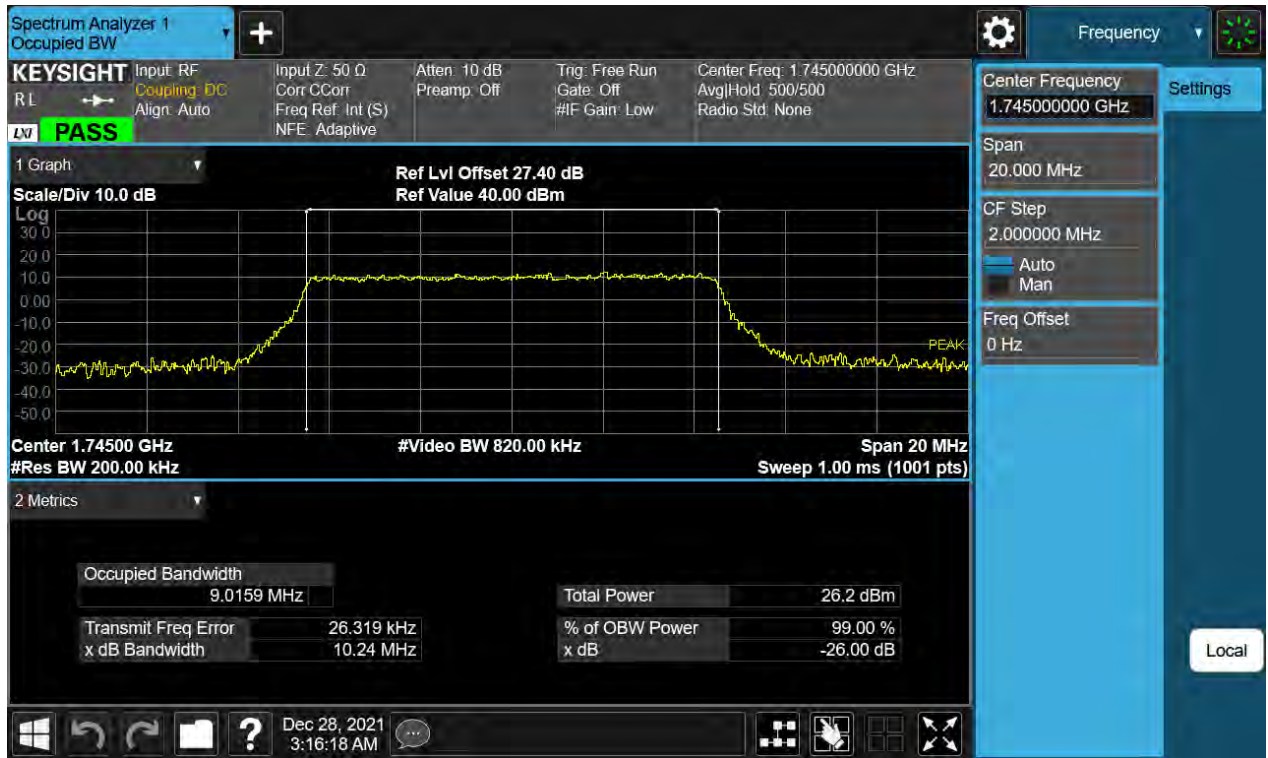 Spectrum Analyzer 1
Occupied BW
Frequency
KEYSIGHT
RL
LXI
PASS
Input: RF
Coupling: DC
Align: Auto
Input Z: 50 Ω
Corr CCorr
Freq Ref: Int (S)
NFE: Adaptive
Atten: 10 dB
Preamp: Off
Trig: Free Run
Gate: Off
#IF Gain: Low
Center Freq: 1.745000000 GHz
Avg|Hold: 500/500
Radio Std: None
1 Graph
Scale/Div 10.0 dB
Ref Lvl Offset 27.40 dB
Ref Value 40.00 dBm
Log
30.0
20.0
10.0
0.00
-10.0
-20.0
-30.0
-40.0
-50.0
PEAK
Center 1.74500 GHz
#Video BW 820.00 kHz
Span 20 MHz
#Res BW 200.00 kHz
Sweep 1.00 ms (1001 pts)
2 Metrics
Occupied Bandwidth
9.0159 MHz
Transmit Freq Error 26.319 kHz
x dB Bandwidth 10.24 MHz
Total Power 26.2 dBm
% of OBW Power 99.00 %
x dB -26.00 dB
Center Frequency
1.745000000 GHz
Span
20.000 MHz
CF Step
2.000000 MHz
Auto
Man
Freq Offset
0 Hz
Settings
Local
Dec 28, 2021
3:16:18 AM